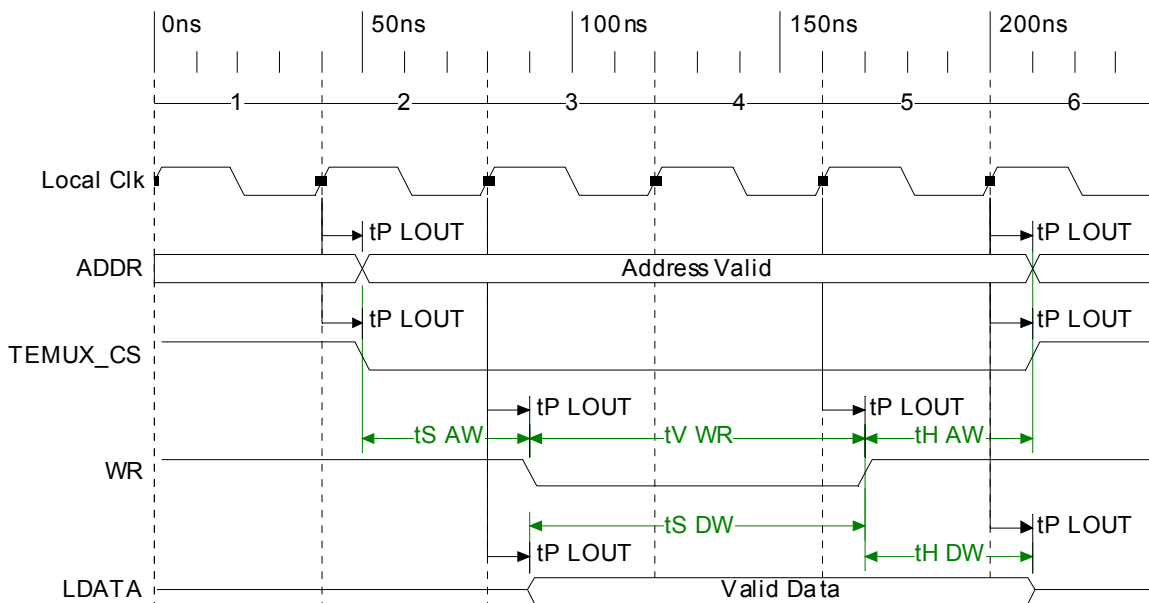 0ns 50ns 100ns 150ns 200ns
1 2 3 4 5 6
Local Clk
tP LOUT tP LOUT
ADDR Address Valid
tP LOUT tP LOUT
TEMUX_CS
tP LOUT tP LOUT
tS AW tV WR tH AW
WR
tS DW tP LOUT
tP LOUT tH DW
LDATA Valid Data